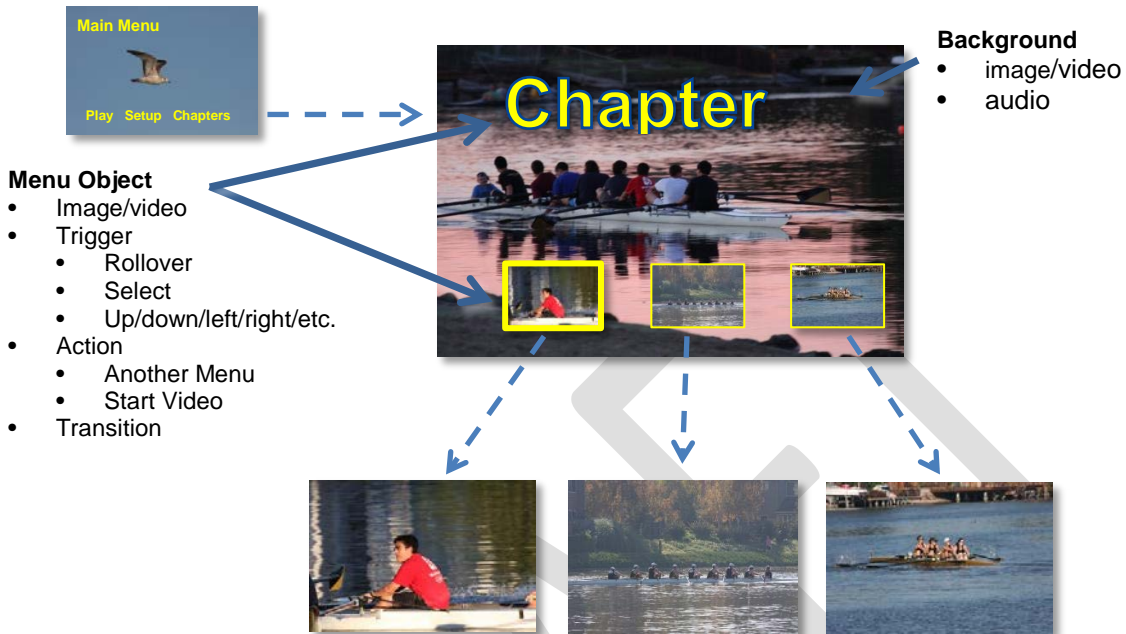 Main Menu
Play Setup Chapters
Chapter
Background
• image/video
• audio
Menu Object
• Image/video
• Trigger
• Rollover
• Select
• Up/down/left/right/etc.
• Action
• Another Menu
• Start Video
• Transition